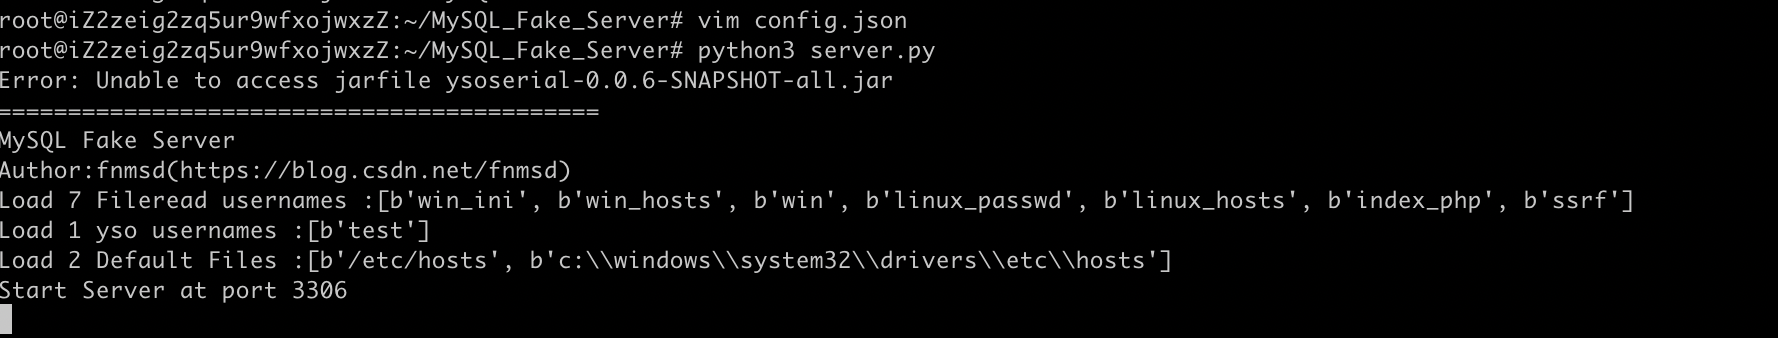 root@iZ2zeig2zq5ur9wfxojwxzZ:~/MySQL_Fake_Server# vim config.json
root@iZ2zeig2zq5ur9wfxojwxzZ:~/MySQL_Fake_Server# python3 server.py
Error: Unable to access jarfile ysoserial-0.0.6-SNAPSHOT-all.jar
===========================================
MySQL Fake Server
Author:fnmsd(https://blog.csdn.net/fnmsd)
Load 7 Fileread usernames :[b'win_ini', b'win_hosts', b'win', b'linux_passwd', b'linux_hosts', b'index_php', b'ssrf']
Load 1 yso usernames :[b'test']
Load 2 Default Files :[b'/etc/hosts', b'c:\\windows\\system32\\drivers\\etc\\hosts']
Start Server at port 3306